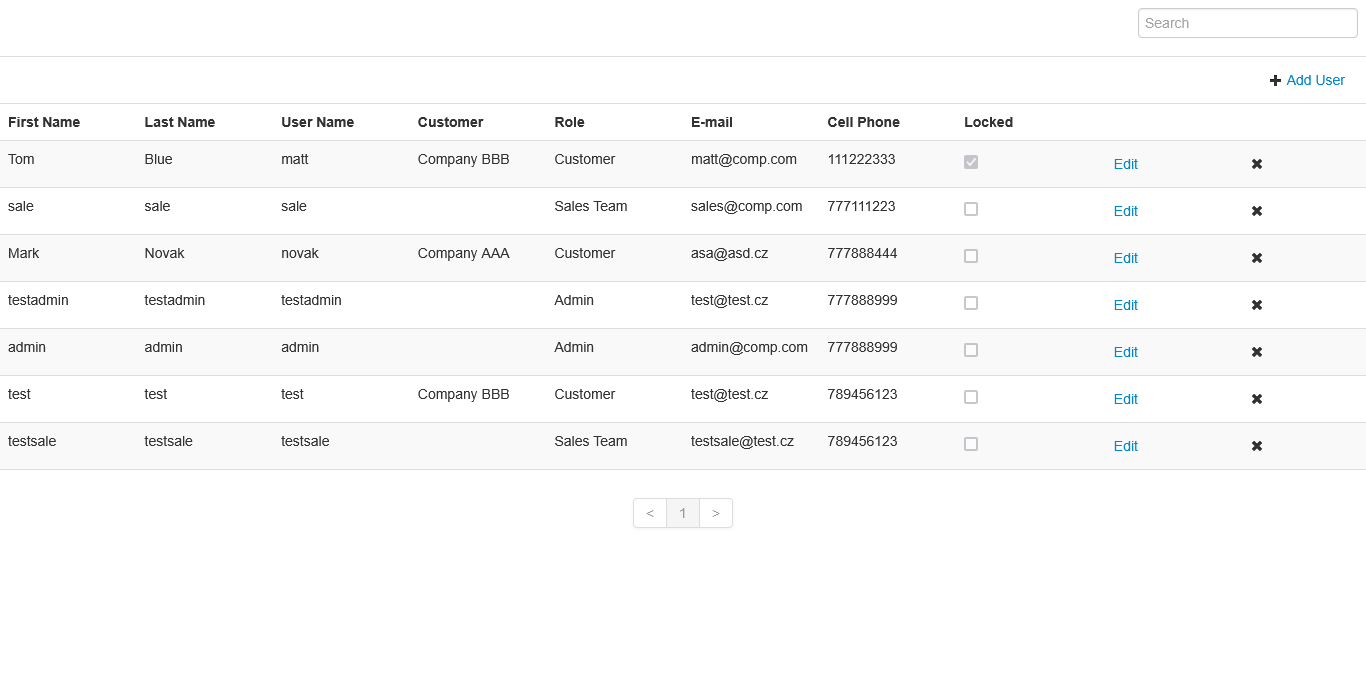 Search
Add User
First Name Last Name User Name Customer Role E-mail Cell Phone Locked
Tom Blue matt Company BBB Customer matt@comp.com 111222333 Edit
sale sale sale Sales Team sales@comp.com 777111223 Edit
Mark Novak novak Company AAA Customer asa@asd.cz 777888444 Edit
testadmin testadmin testadmin Admin test@test.cz 777888999 Edit
admin admin admin Admin admin@comp.com 777888999 Edit
test test test Company BBB Customer test@test.cz 789456123 Edit
testsale testsale testsale Sales Team testsale@test.cz 789456123 Edit
< 1 >